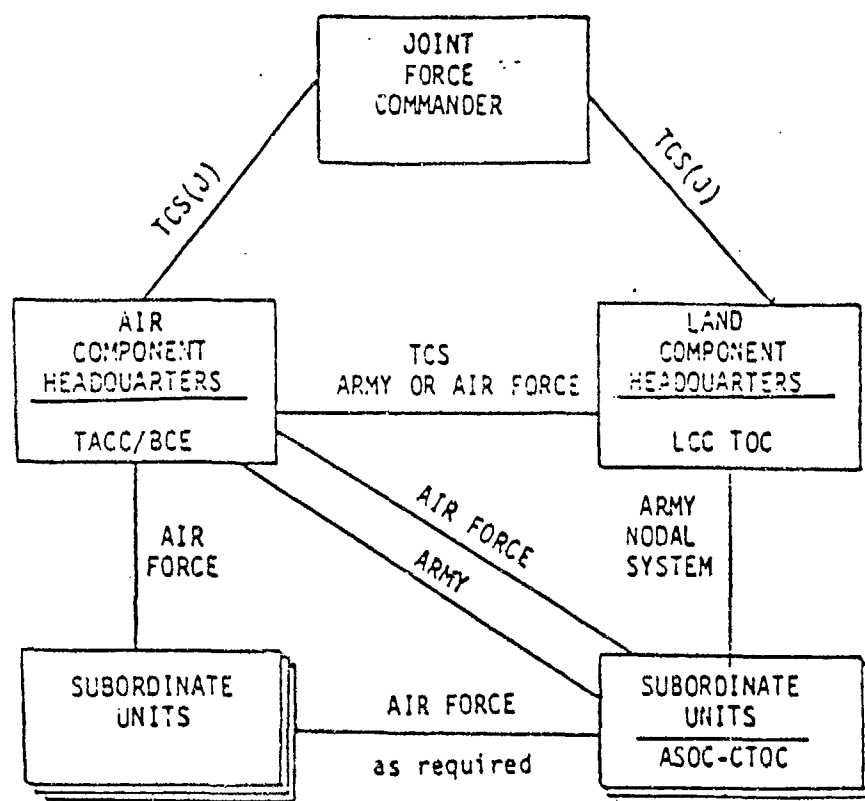 JOINT
FORCE
COMMANDER
TCS(J)
TCS(J)
AIR
COMPONENT
HEADQUARTERS
TACC/BCE
TCS
ARMY OR AIR FORCE
LAND
COMPONENT
HEADQUARTERS
LCC TOC
AIR
FORCE
AIR FORCE
ARMY
ARMY
NODAL
SYSTEM
SUBORDINATE
UNITS
AIR FORCE
as required
SUBORDINATE
UNITS
ASOC-CTOC